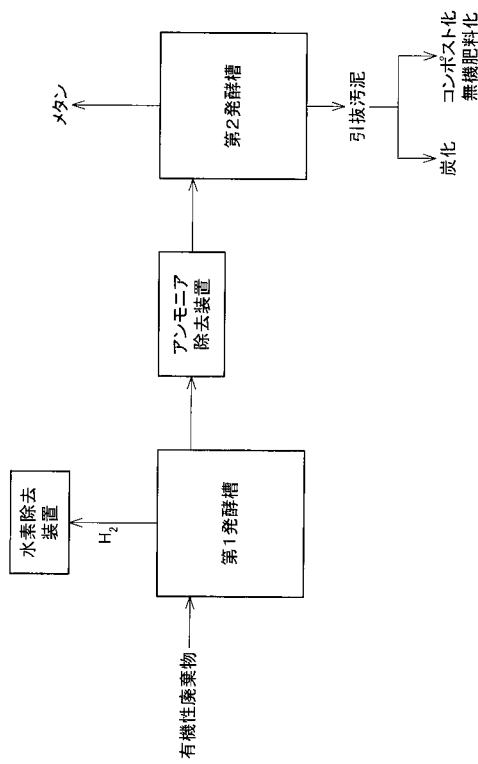 有機性廃棄物
第1発酵槽
H₂
水素除去
装置
アンモニア
除去装置
第2発酵槽
メタン
引抜汚泥
炭化
コンポスト化
無機肥料化